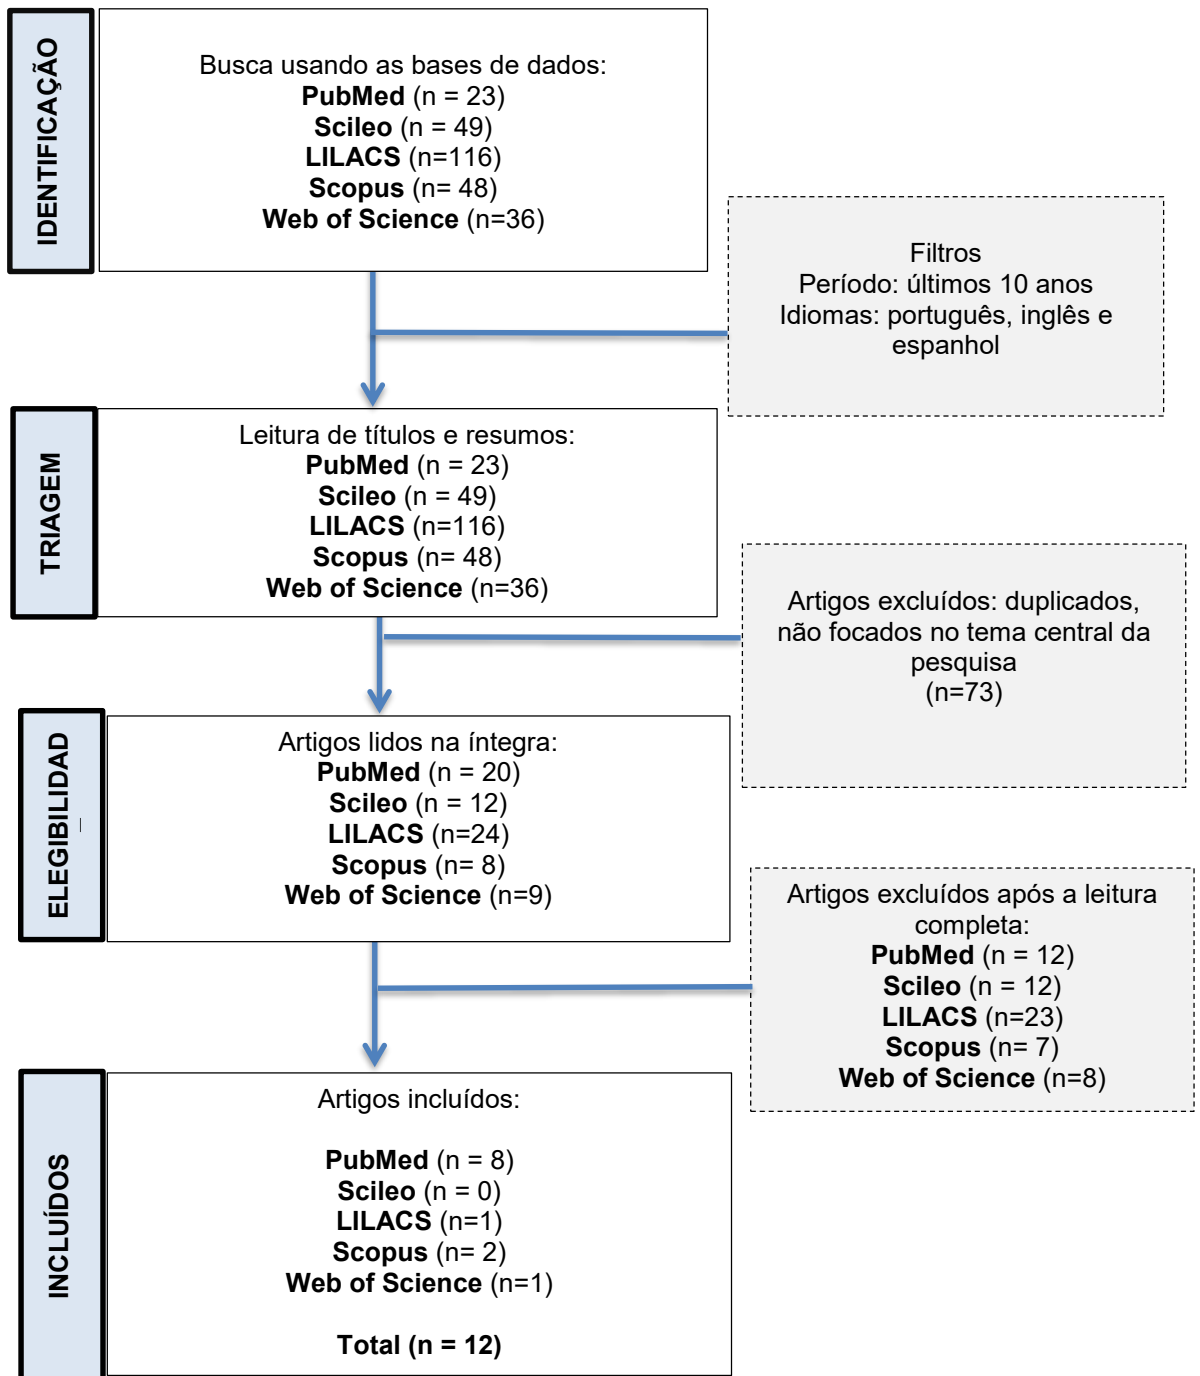 IDENTIFICAÇÃO
Busca usando as bases de dados:
PubMed (n = 23)
Scileo (n = 49)
LILACS (n=116)
Scopus (n= 48)
Web of Science (n=36)
Filtros
Período: últimos 10 anos
Idiomas: português, inglês e
espanhol
TRIAGEM
Leitura de títulos e resumos:
PubMed (n = 23)
Scileo (n = 49)
LILACS (n=116)
Scopus (n= 48)
Web of Science (n=36)
Artigos excluídos: duplicados,
não focados no tema central da
pesquisa
(n=73)
ELEGIBILIDAD
Artigos lidos na íntegra:
PubMed (n = 20)
Scileo (n = 12)
LILACS (n=24)
Scopus (n= 8)
Web of Science (n=9)
Artigos excluídos após a leitura
completa:
PubMed (n = 12)
Scileo (n = 12)
LILACS (n=23)
Scopus (n= 7)
Web of Science (n=8)
INCLUÍDOS
Artigos incluídos:
PubMed (n = 8)
Scileo (n = 0)
LILACS (n=1)
Scopus (n= 2)
Web of Science (n=1)
Total (n = 12)